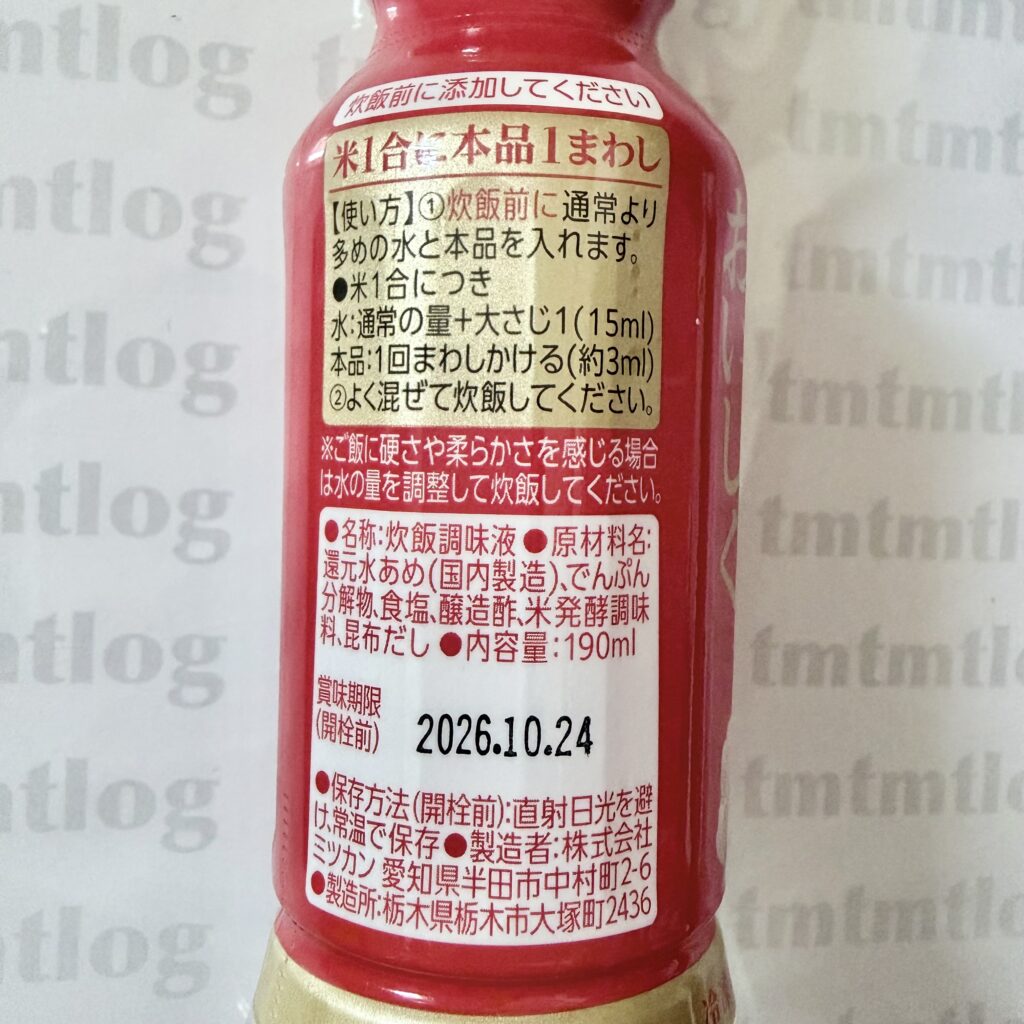 炊飯前に添加してください
米1合に本品1まわし
【使い方】①炊飯前に通常より
多めの水と本品を入れます。
●米1合につき
水:通常の量+大さじ1(15ml)
本品:1回まわしかける(約3ml)
②よく混ぜて炊飯してください。
※ご飯に硬さや柔らかさを感じる場合
は水の量を調整して炊飯してください。
●名称:炊飯調味液 ●原材料名:
還元水あめ(国内製造)、でんぷん
分解物、食塩、醸造酢、米発酵調味
料、昆布だし ●内容量:190ml
賞味期限
(開栓前)
2026.10.24
●保存方法(開栓前):直射日光を避
け、常温で保存 ●製造者:株式会社
ミツカン 愛知県半田市中村町2-6
●製造所:栃木県栃木市大塚町2436
おいしく